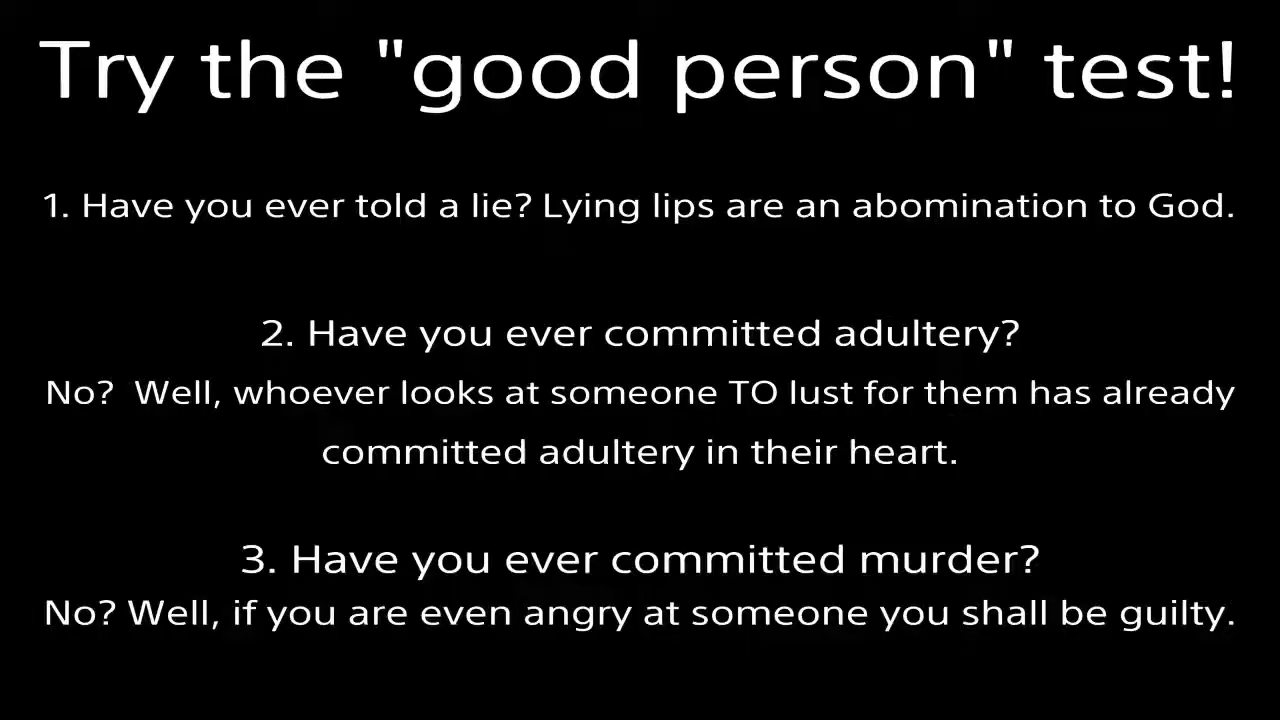 Try the "good person" test!
1. Have you ever told a lie? Lying lips are an abomination to God.
2. Have you ever committed adultery?
No?  Well, whoever looks at someone TO lust for them has already
committed adultery in their heart.
3. Have you ever committed murder?
No? Well, if you are even angry at someone you shall be guilty.